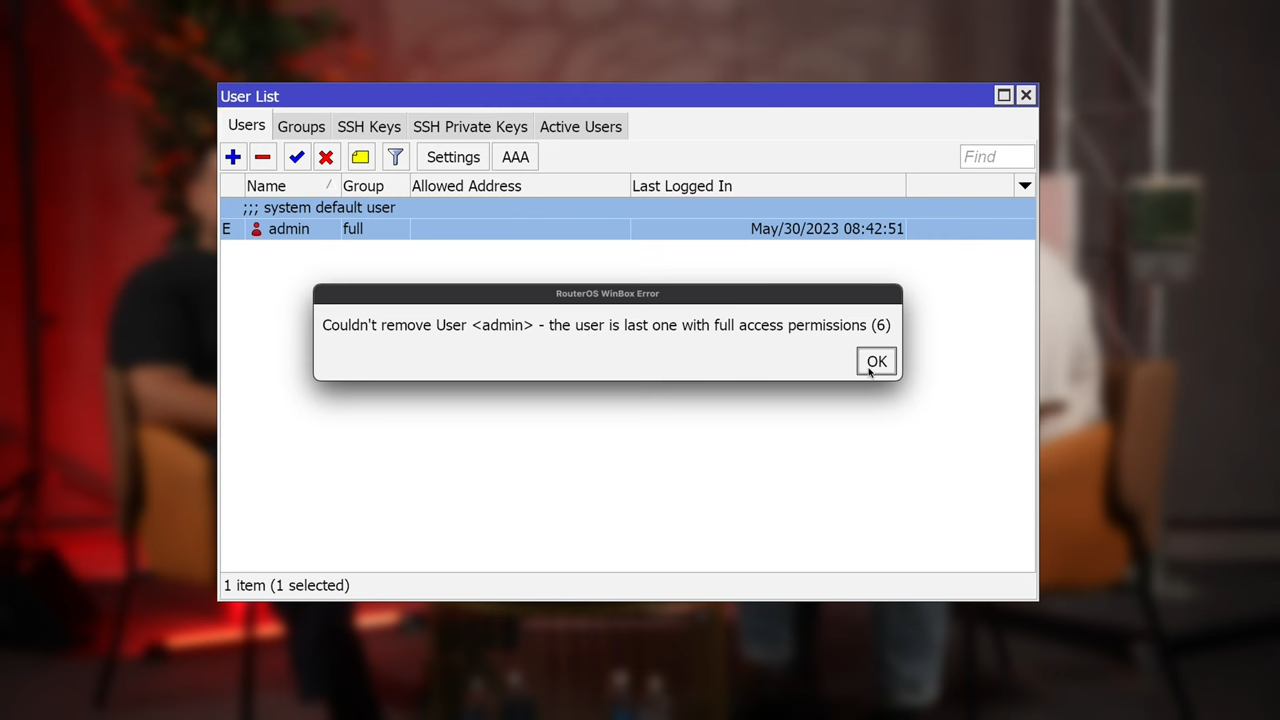 User List
Users Groups SSH Keys SSH Private Keys Active Users
Settings AAA Find
Name Group Allowed Address Last Logged In
;;; system default user
E admin full May/30/2023 08:42:51
RouterOS WinBox Error
Couldn't remove User <admin> - the user is last one with full access permissions (6)
OK
1 item (1 selected)